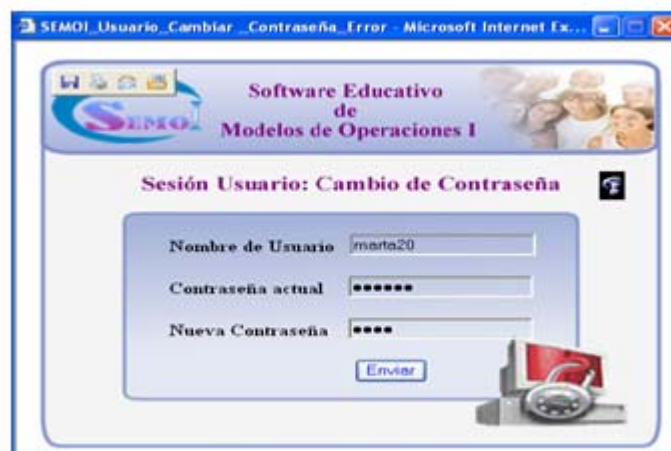 SEMOI_Usuario_Cambiar _Contraseña_Error - Microsoft Internet Ex...
SEMOI
Software Educativo
de
Modelos de Operaciones I
Sesión Usuario: Cambio de Contraseña
Nombre de Usuario marta20
Contraseña actual ●●●●●●
Nueva Contraseña ●●●●
Enviar